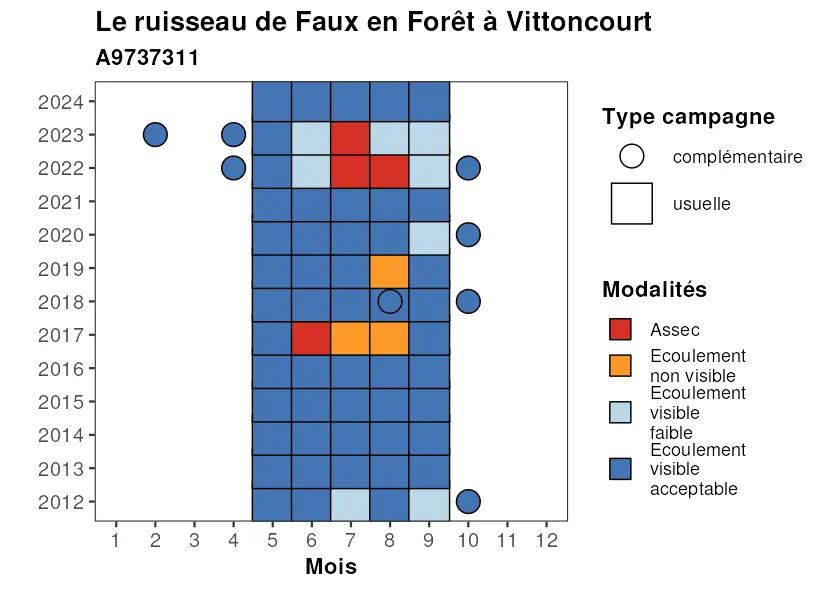 Le ruisseau de Faux en Forêt à Vittoncourt
A9737311
2024
2023
2022
2021
2020
2019
2018
2017
2016
2015
2014
2013
2012
1 2 3 4 5 6 7 8 9 10 11 12
Mois
Type campagne
complémentaire
usuelle
Modalités
Assec
Ecoulement
non visible
Ecoulement
visible
faible
Ecoulement
visible
acceptable